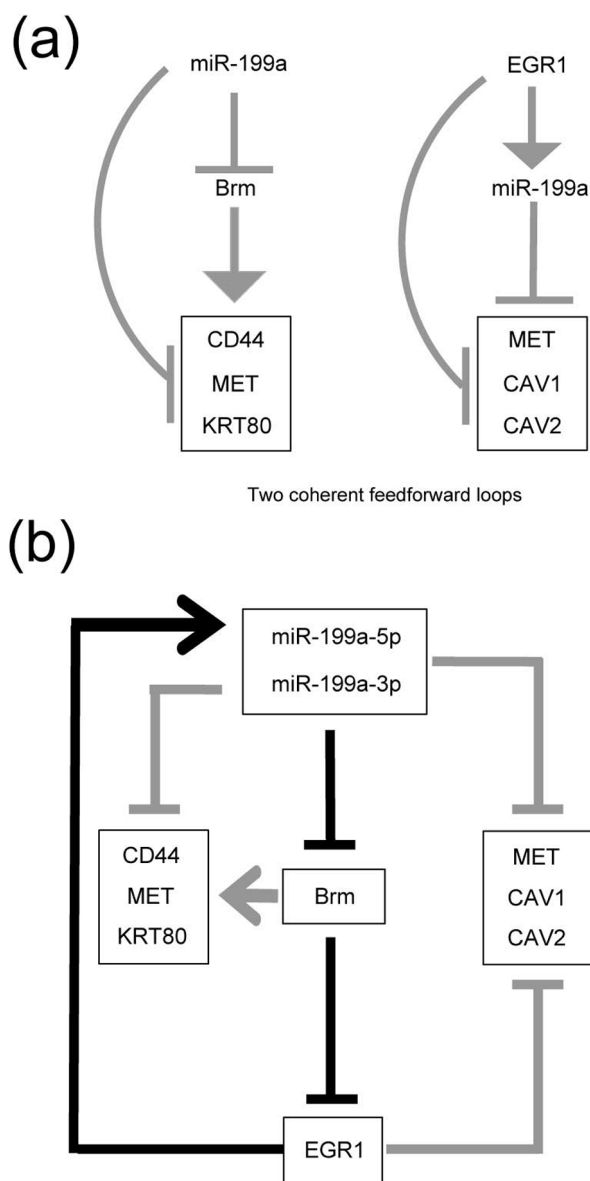 (a)
miR-199a
Brm
CD44
MET
KRT80
EGR1
miR-199a
MET
CAV1
CAV2
Two coherent feedforward loops
(b)
miR-199a-5p
miR-199a-3p
CD44
MET
KRT80
Brm
MET
CAV1
CAV2
EGR1